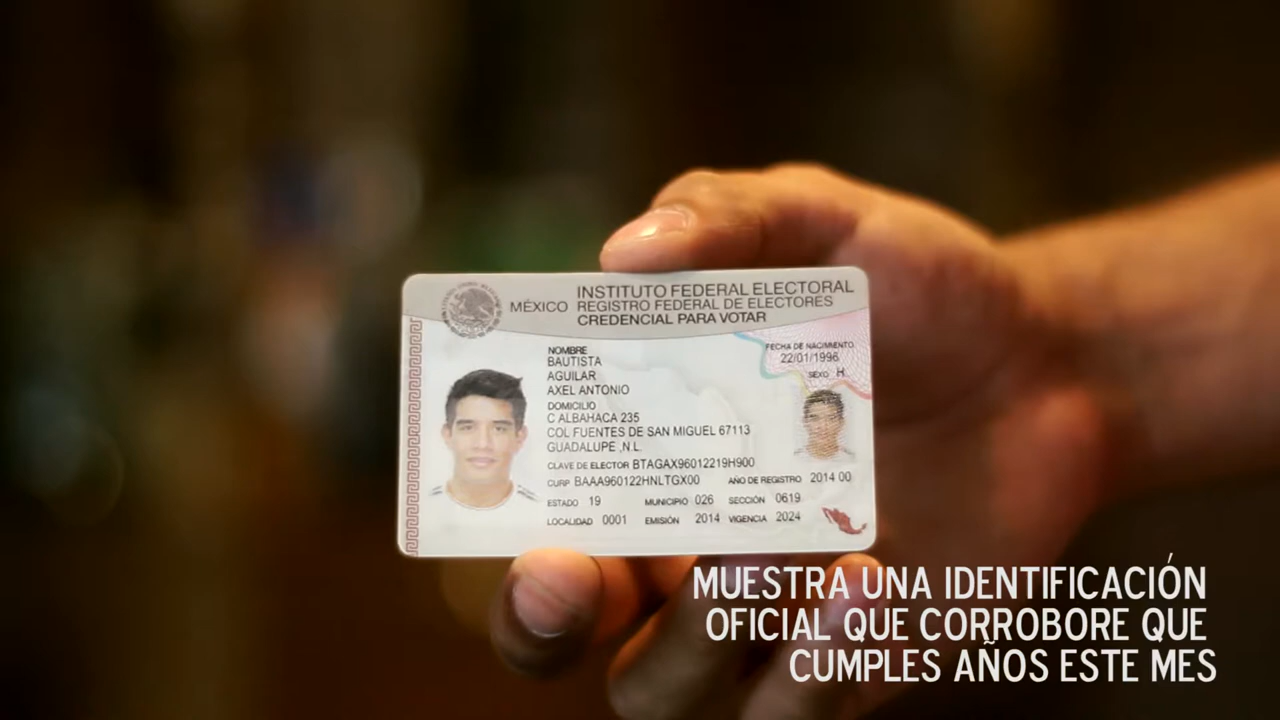 MÉXICO INSTITUTO FEDERAL ELECTORAL
REGISTRO FEDERAL DE ELECTORES
CREDENCIAL PARA VOTAR
NOMBRE
BAUTISTA
AGUILAR
AXEL ANTONIO
FECHA DE NACIMIENTO
22/01/1996
SEXO H
DOMICILIO
C ALBAHACA 235
COL FUENTES DE SAN MIGUEL 67113
GUADALUPE ,N.L.
CLAVE DE ELECTOR BTAGAX96012219H900
CURP BAAA960122HNLTGX00 AÑO DE REGISTRO 2014 00
ESTADO 19 MUNICIPIO 026 SECCIÓN 0619
LOCALIDAD 0001 EMISIÓN 2014 VIGENCIA 2024
MUESTRA UNA IDENTIFICACIÓN
OFICIAL QUE CORROBORE QUE
CUMPLES AÑOS ESTE MES